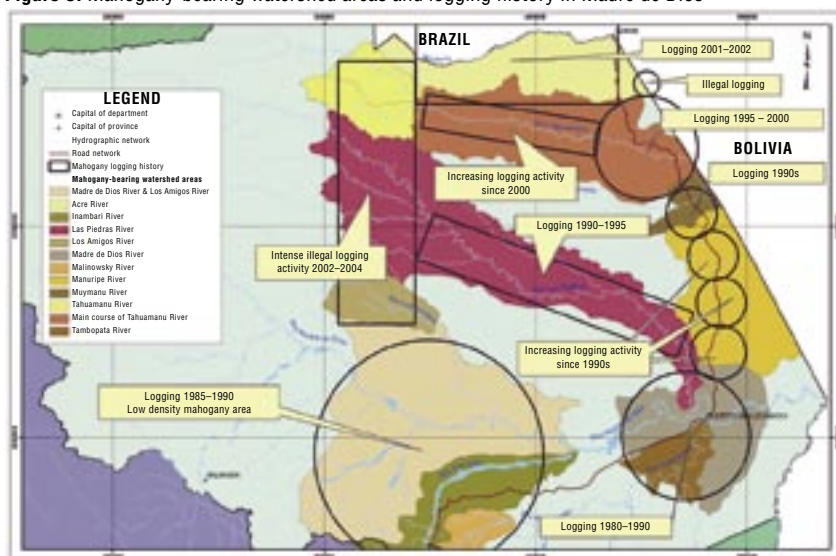 Figure 3. Mahogany-bearing watershed areas and logging history in Madre de Dios
BRAZIL
Logging 2001–2002
Illegal logging
Logging 1995 – 2000
BOLIVIA
Logging 1990s
LEGEND
Capital of department
Capital of province
Hydrographic network
Road network
Mahogany logging history
Mahogany-bearing watershed areas
Madre de Dios River & Los Amigos River
Acre River
Inambari River
Las Piedras River
Los Amigos River
Madre de Dios River
Malinowsky River
Manuripe River
Muymanu River
Tahuamanu River
Main course of Tahuamanu River
Tambopata River
Increasing logging activity
since 2000
Logging 1990–1995
Intense illegal logging
activity 2002–2004
Increasing logging activity
since 1990s
Logging 1985–1990
Low density mahogany area
Logging 1980–1990